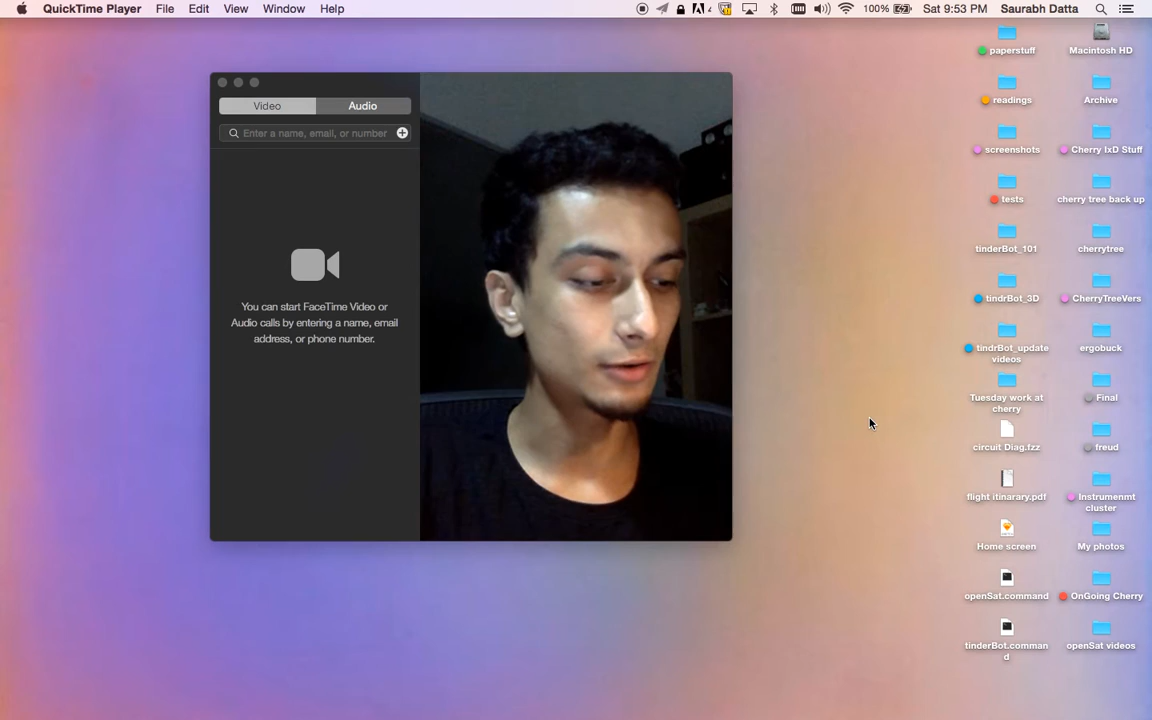 QuickTime Player File Edit View Window Help 100% Sat 9:53 PM Saurabh Datta
Video Audio
Enter a name, email, or number
You can start FaceTime Video or
Audio calls by entering a name, email
address, or phone number.
paperstuff
Macintosh HD
readings
Archive
screenshots
Cherry IxD Stuff
tests
cherry tree back up
tinderBot_101
cherrytree
tindrBot_3D
CherryTreeVers
tindrBot_update
videos
ergobuck
Tuesday work at
cherry
Final
circuit Diag.fzz
freud
flight itinarary.pdf
Instrumenmt
cluster
Home screen
My photos
openSat.command
OnGoing Cherry
tinderBot.comman
d
openSat videos